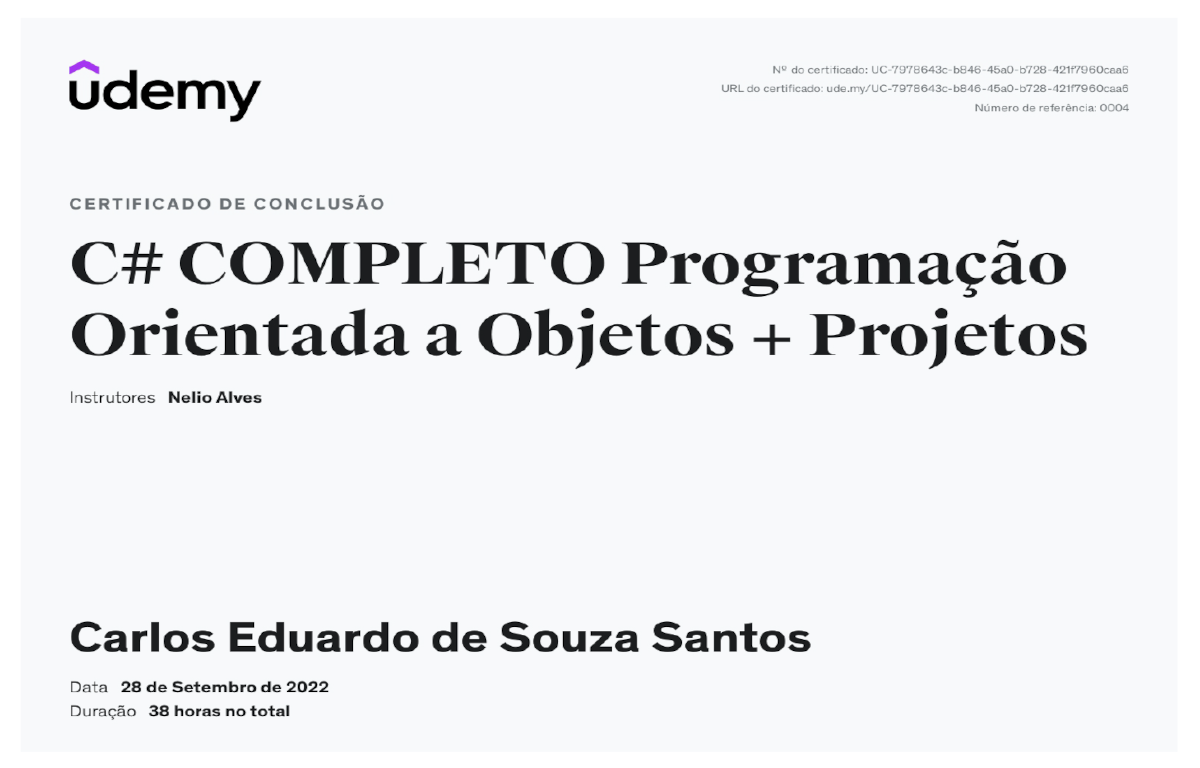 udemy
Nº do certificado: UC-7978643c-b846-45a0-b728-421f7960caa6
URL do certificado: ude.my/UC-7978643c-b846-45a0-b728-421f7960caa6
Número de referência: 0004
CERTIFICADO DE CONCLUSÃO
C# COMPLETO Programação
Orientada a Objetos + Projetos
Instrutores Nelio Alves
Carlos Eduardo de Souza Santos
Data 28 de Setembro de 2022
Duração 38 horas no total